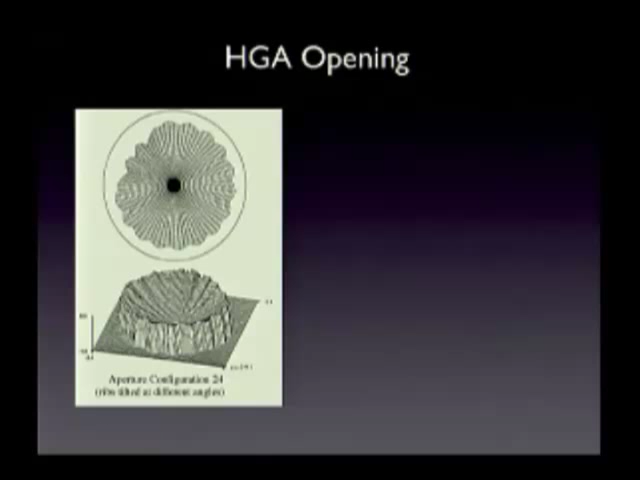 HGA Opening
Aperture Configuration 24
(ribs tilted at different angles)